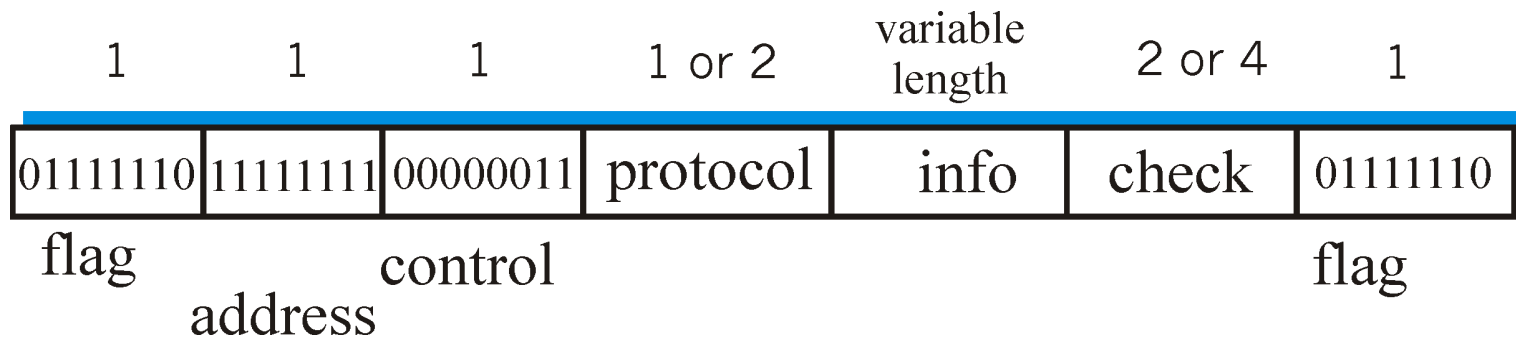 1 1 1 1 or 2 variable length 2 or 4 1
01111110 11111111 00000011 protocol info check 01111110
flag address control flag